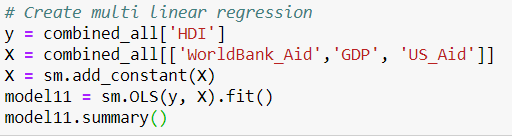 # Create multi linear regression
y = combined_all['HDI']
X = combined_all[['WorldBank_Aid','GDP', 'US_Aid']]
X = sm.add_constant(X)
model11 = sm.OLS(y, X).fit()
model11.summary()